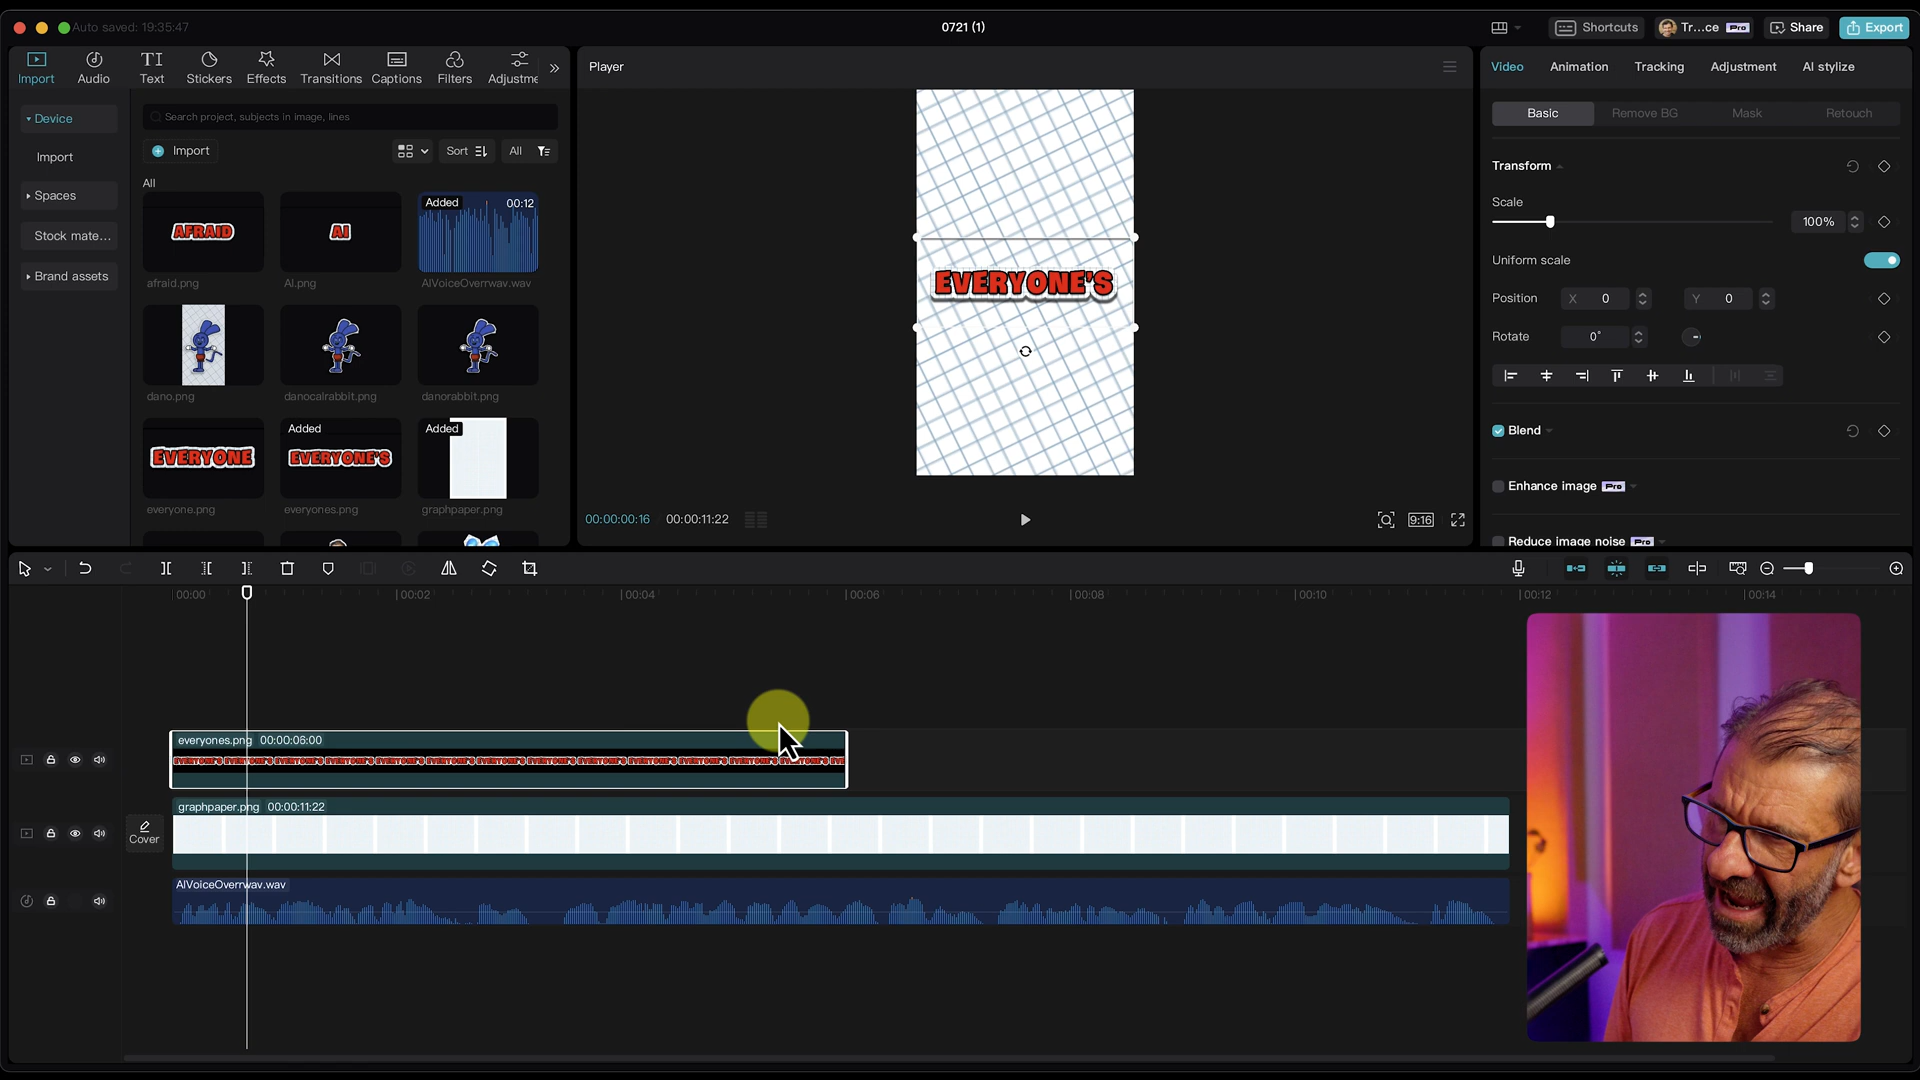 Auto saved: 19:35:47
0721 (1)
Shortcuts
Tr...ce
Pro
Share
Export
Import
Audio
TI
Text
Stickers
Effects
Transitions
Captions
Filters
Adjustme
Player
Video
Animation
Tracking
Adjustment
AI stylize
Device
Import
Spaces
Stock mate...
Brand assets
Search project, subjects in image, lines
Import
Sort
All
All
AFRAID
afraid.png
AI
AI.png
Added
00:12
AIVoiceOverrwav.wav
dano.png
danocalrabbit.png
danorabbit.png
EVERYONE
everyone.png
Added
EVERYONE'S
everyones.png
Added
graphpaper.png
EVERYONE'S
00:00:00:16
00:00:11:22
9:16
Basic
Remove BG
Mask
Retouch
Transform
Scale
100%
Uniform scale
Position
X
0
Y
0
Rotate
0°
Blend
Enhance image
Pro
Reduce image noise
Pro
00:00
00:02
00:04
00:06
00:08
00:10
00:12
00:14
everyones.png 00:00:06:00
Cover
graphpaper.png 00:00:11:22
AIVoiceOverrwav.wav